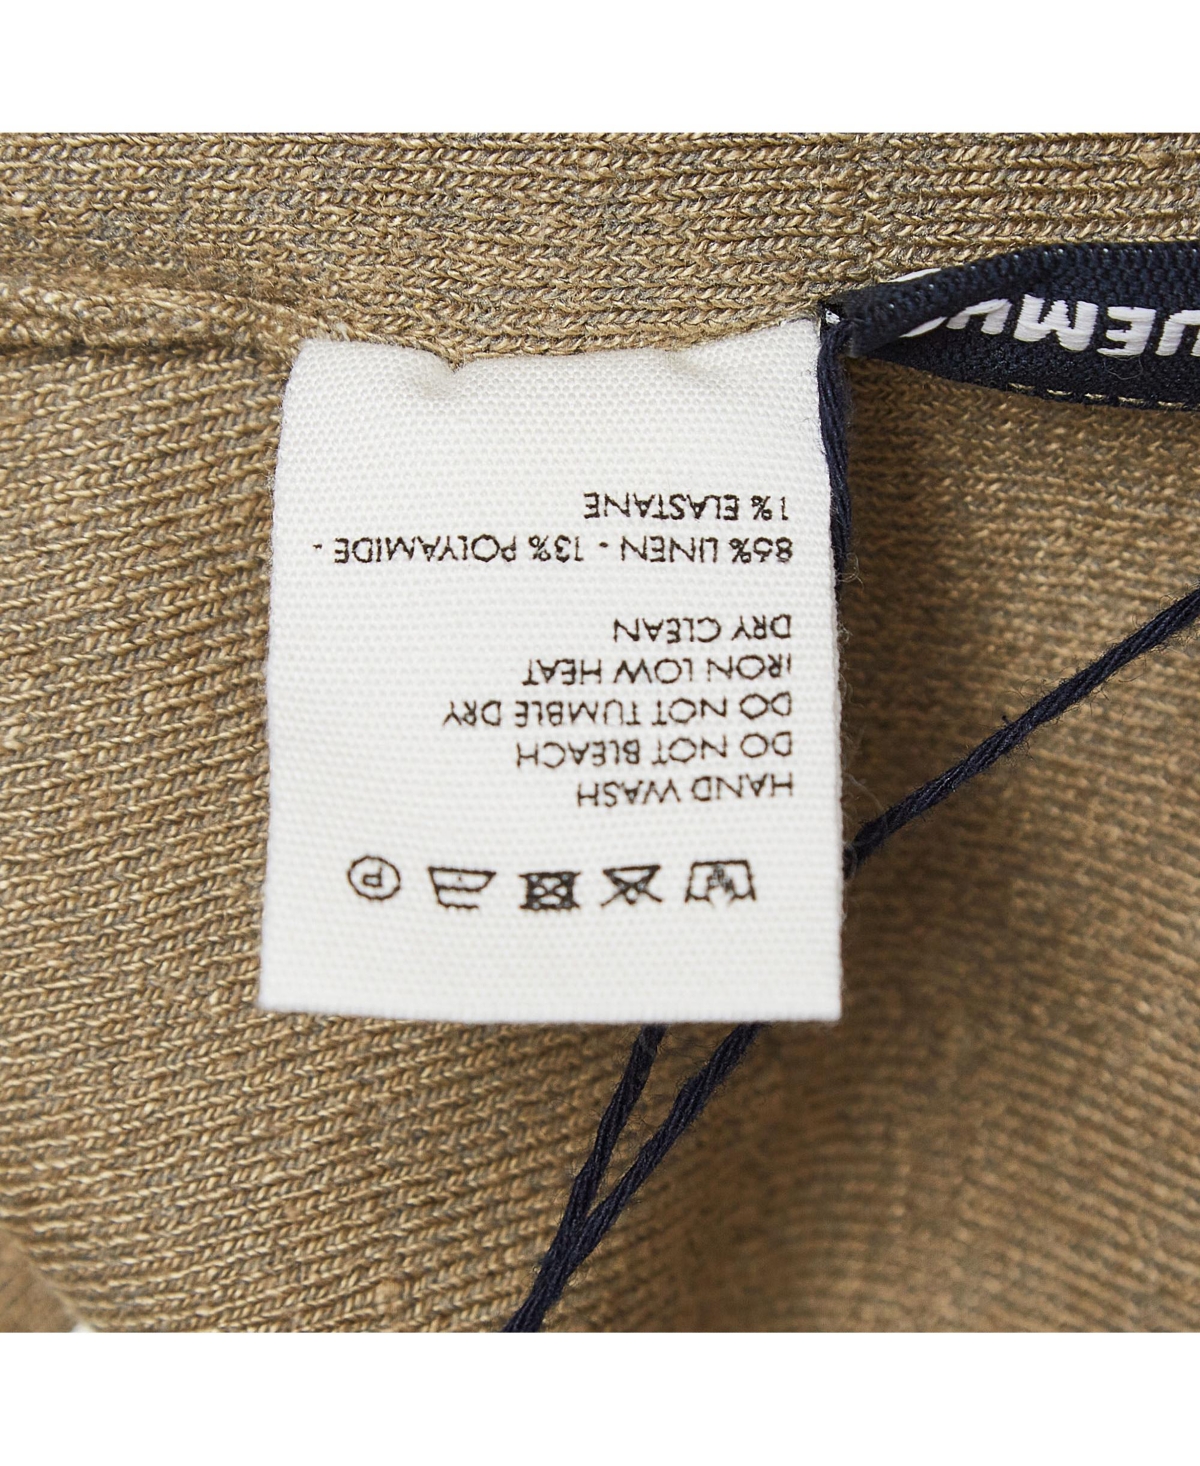 P
HAND WASH
DO NOT BLEACH
DO NOT TUMBLE DRY
IRON LOW HEAT
DRY CLEAN
86% LINEN - 13% POLYAMIDE -
1% ELASTANE